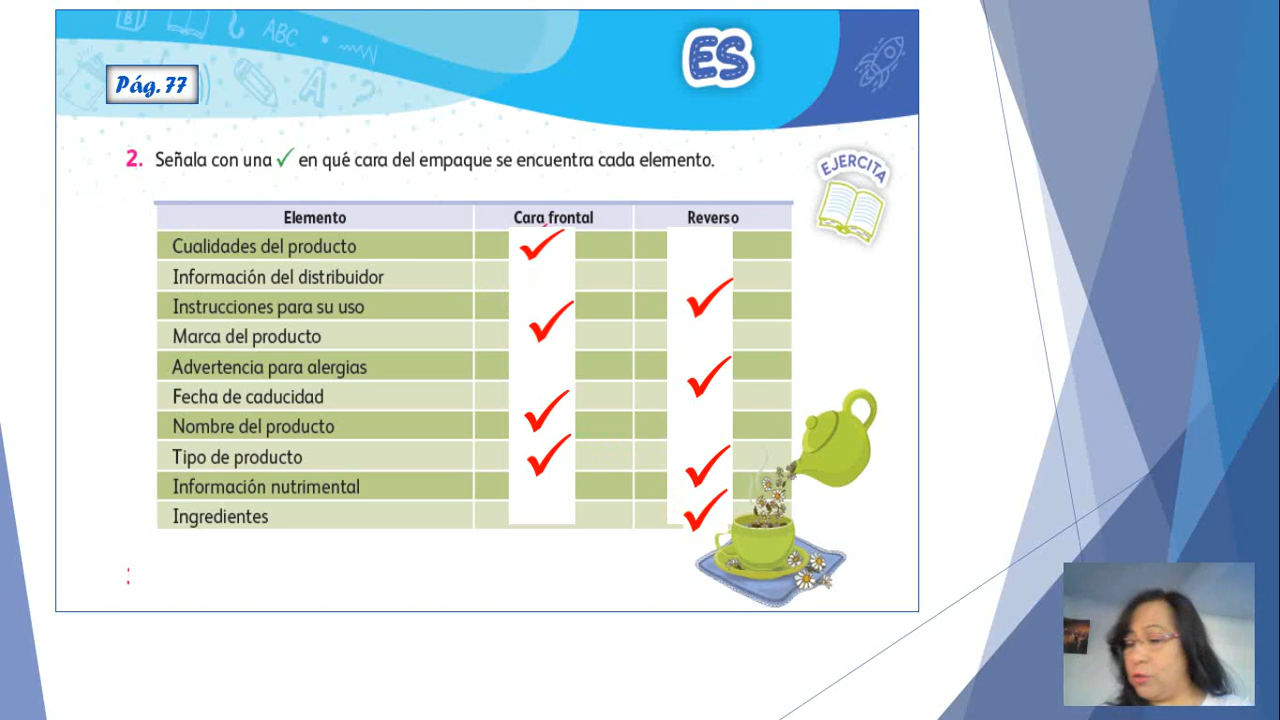 ABC
ES
Pág. 77
2. Señala con una ✓ en qué cara del empaque se encuentra cada elemento.
EJERCITA
Elemento Cara frontal Reverso
Cualidades del producto ✓
Información del distribuidor
Instrucciones para su uso ✓
Marca del producto ✓
Advertencia para alergias
Fecha de caducidad ✓
Nombre del producto ✓
Tipo de producto ✓
Información nutrimental ✓
Ingredientes ✓
: